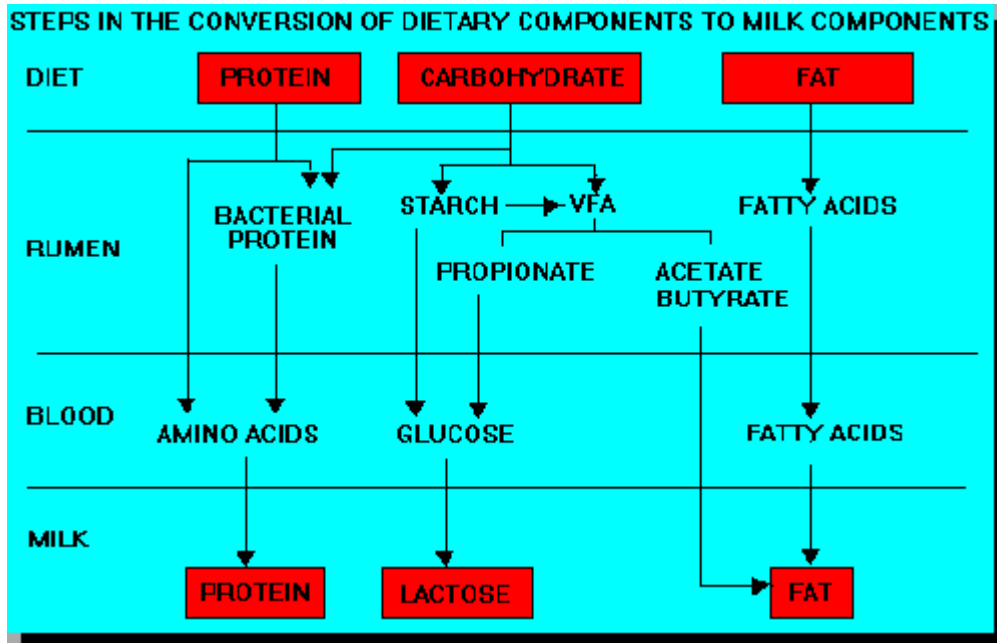 STEPS IN THE CONVERSION OF DIETARY COMPONENTS TO MILK COMPONENTS
DIET
PROTEIN
CARBOHYDRATE
FAT
RUMEN
BACTERIAL
PROTEIN
STARCH
VFA
FATTY ACIDS
PROPIONATE
ACETATE
BUTYRATE
BLOOD
AMINO ACIDS
GLUCOSE
FATTY ACIDS
MILK
PROTEIN
LACTOSE
FAT